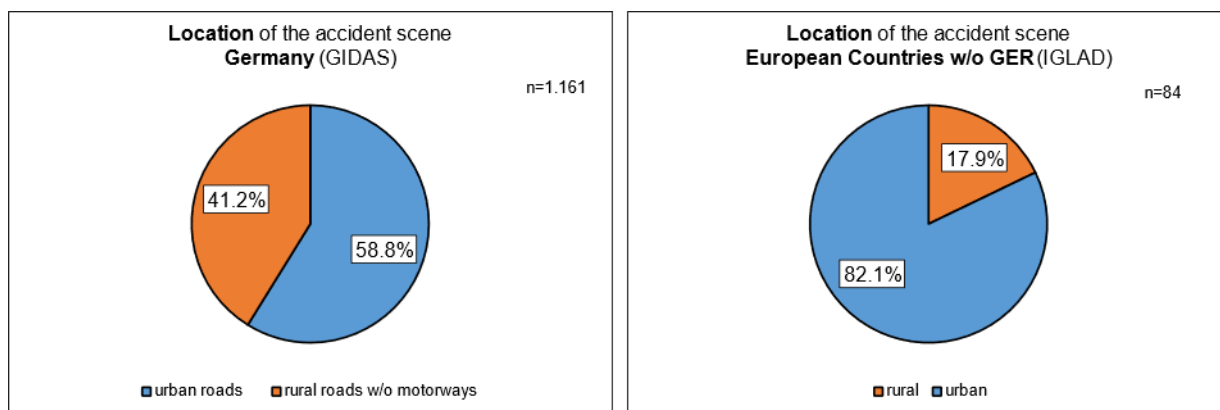 Location of the accident scene
Germany (GIDAS)
n=1.161
41.2%
58.8%
urban roads
rural roads w/o motorways
Location of the accident scene
European Countries w/o GER (IGLAD)
n=84
17.9%
82.1%
rural
urban